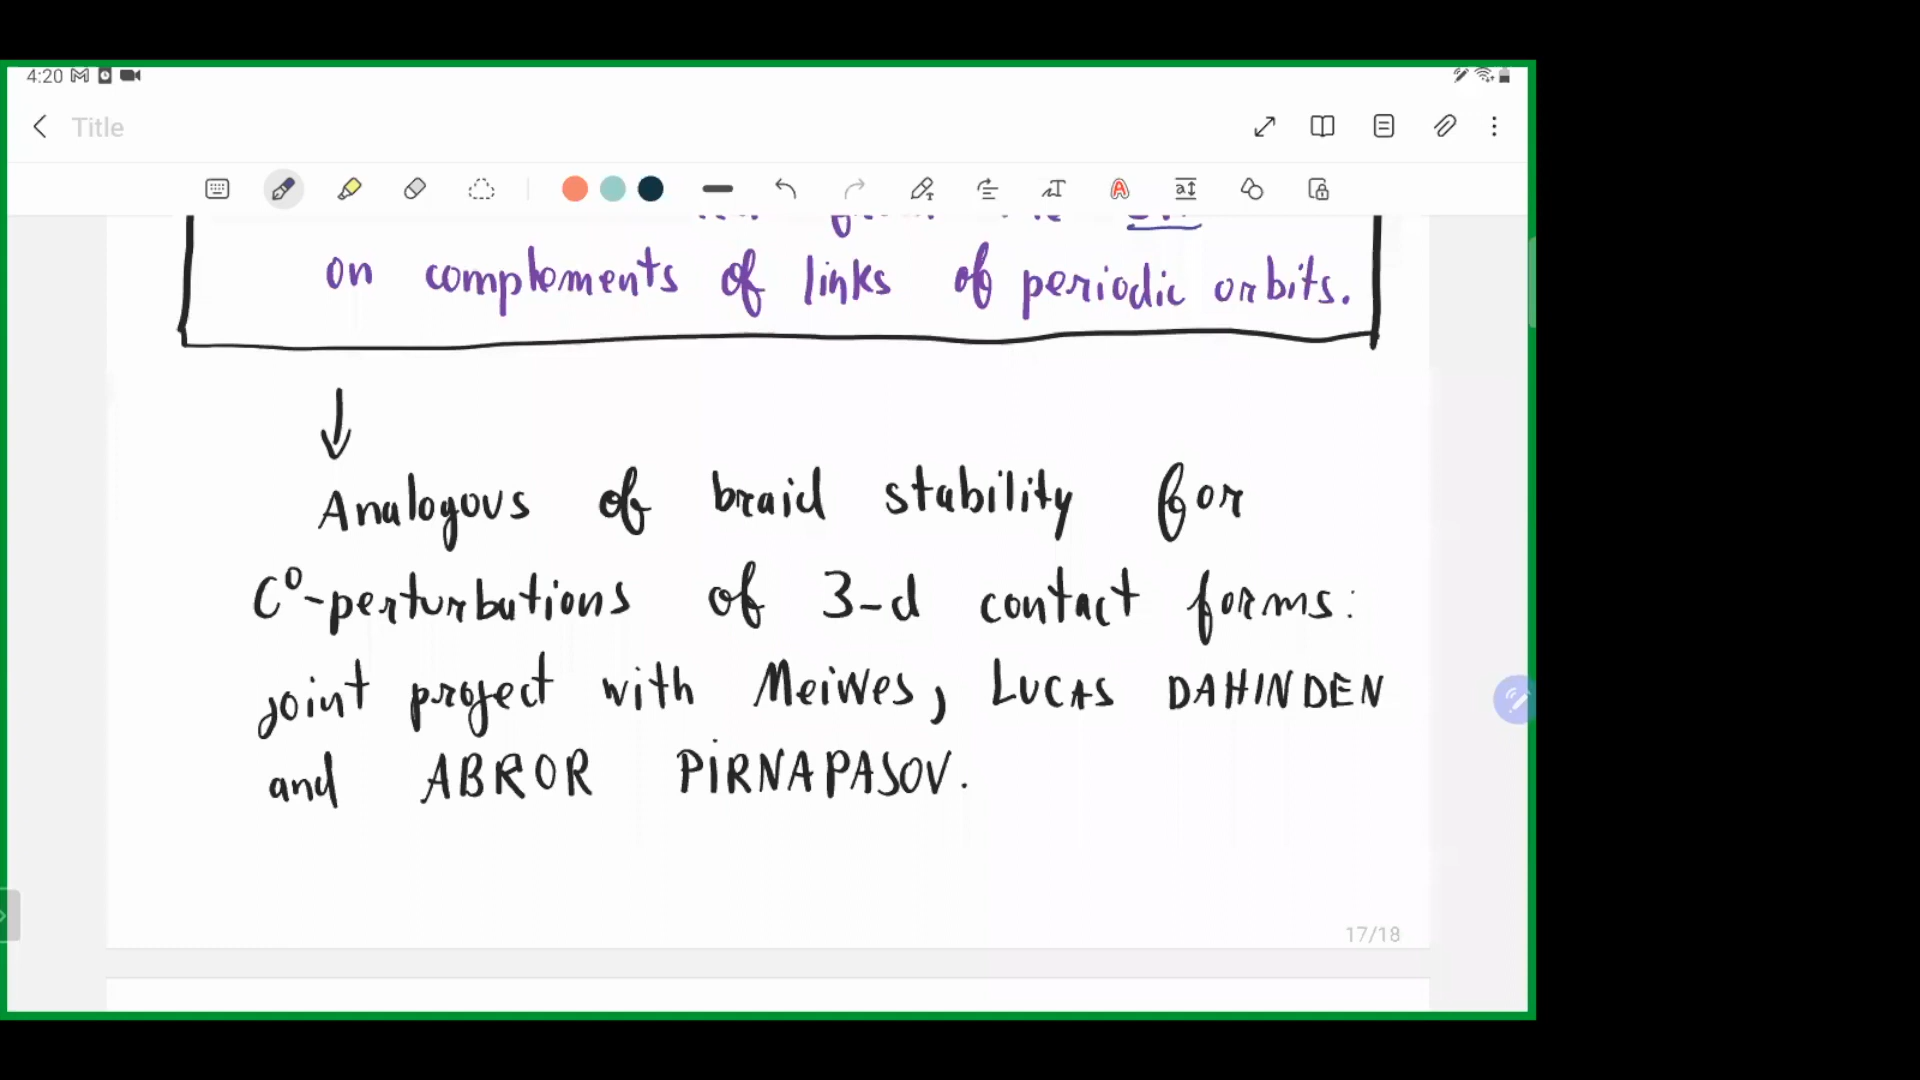 4:20
Title
on complements of links of periodic orbits.
Analogous of braid stability for
C⁰-perturbutions of 3-d contact forms:
joint project with Meiwes, LUCAS DAHINDEN
and ABROR PIRNAPASOV.
17/18